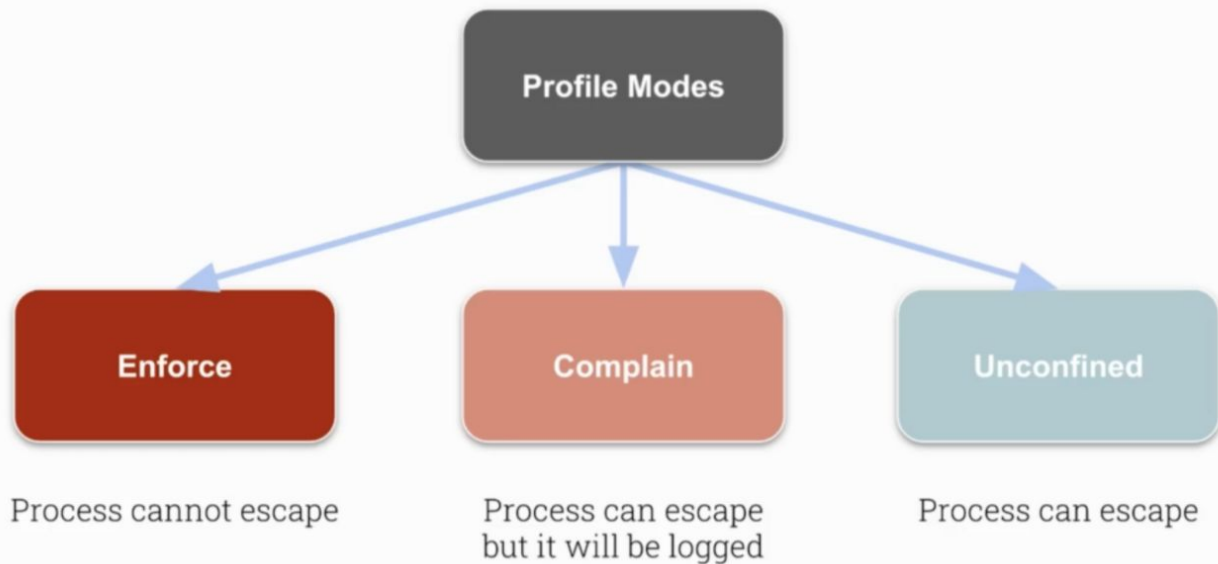 Profile Modes
Enforce
Complain
Unconfined
Process cannot escape
Process can escape
but it will be logged
Process can escape